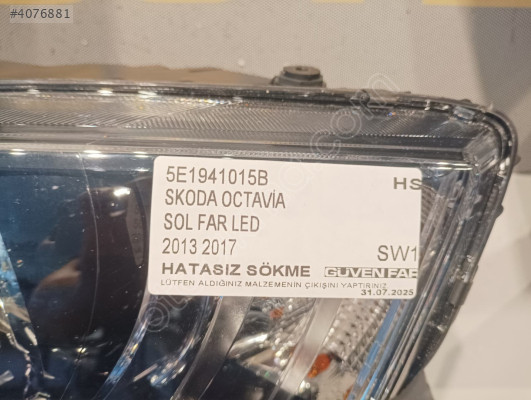 #4076881
5E1941015B
HS
SKODA OCTAVİA
SOL FAR LED
2013 2017
SW1
HATASIZ SÖKME GÜVEN FAR
LÜTFEN ALDIĞINIZ MALZEMENİN ÇIKIŞINI YAPTIRINIZ
31.07.2025